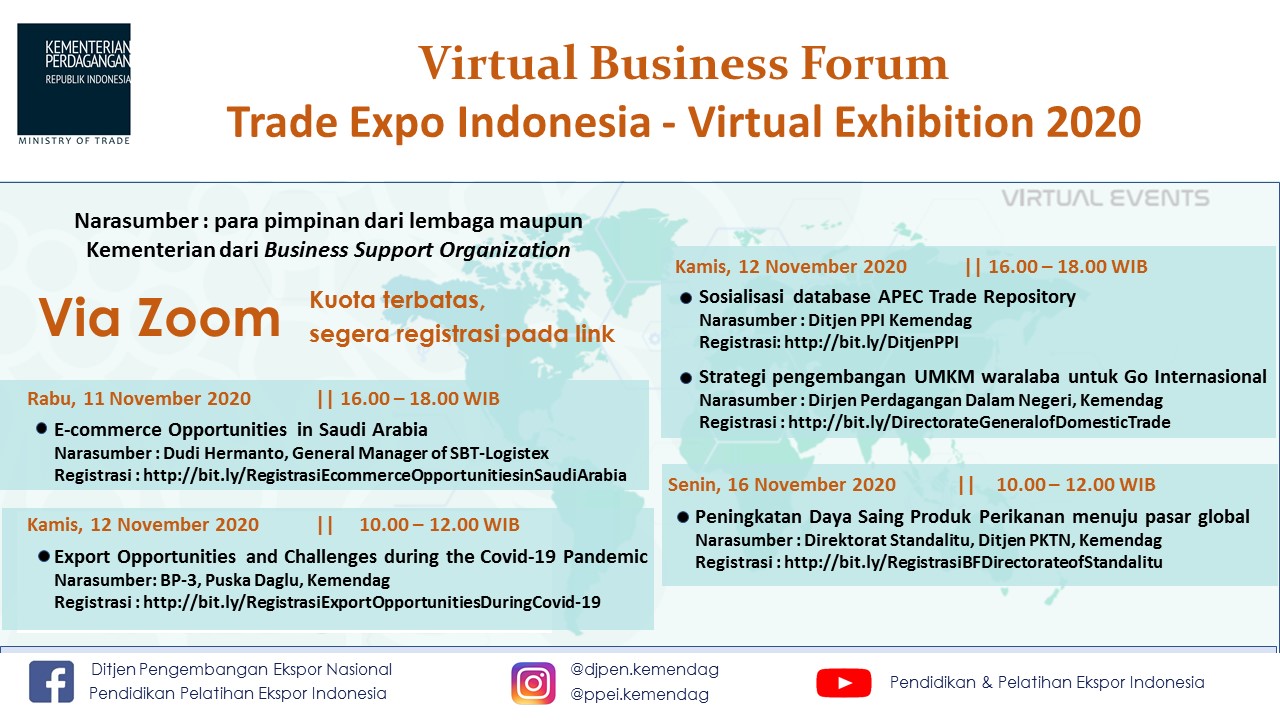 KEMENTERIAN
PERDAGANGAN
REPUBLIK INDONESIA
MINISTRY OF TRADE
Virtual Business Forum
Trade Expo Indonesia - Virtual Exhibition 2020
VIRTUAL EVENTS
Narasumber : para pimpinan dari lembaga maupun
Kementerian dari Business Support Organization
Via Zoom
Kuota terbatas,
segera registrasi pada link
Rabu, 11 November 2020 || 16.00 – 18.00 WIB
● E-commerce Opportunities in Saudi Arabia
Narasumber : Dudi Hermanto, General Manager of SBT-Logistex
Registrasi : http://bit.ly/RegistrasiEcommerceOpportunitiesinSaudiArabia
Kamis, 12 November 2020 || 10.00 – 12.00 WIB
● Export Opportunities and Challenges during the Covid-19 Pandemic
Narasumber: BP-3, Puska Daglu, Kemendag
Registrasi : http://bit.ly/RegistrasiExportOpportunitiesDuringCovid-19
Kamis, 12 November 2020 || 16.00 – 18.00 WIB
● Sosialisasi database APEC Trade Repository
Narasumber : Ditjen PPI Kemendag
Registrasi: http://bit.ly/DitjenPPI
● Strategi pengembangan UMKM waralaba untuk Go Internasional
Narasumber : Dirjen Perdagangan Dalam Negeri, Kemendag
Registrasi : http://bit.ly/DirectorateGeneralofDomesticTrade
Senin, 16 November 2020 || 10.00 – 12.00 WIB
● Peningkatan Daya Saing Produk Perikanan menuju pasar global
Narasumber : Direktorat Standalitu, Ditjen PKTN, Kemendag
Registrasi : http://bit.ly/RegistrasiBFDirectorateofStandalitu
Ditjen Pengembangan Ekspor Nasional
Pendidikan Pelatihan Ekspor Indonesia
@djpen.kemendag
@ppei.kemendag
Pendidikan & Pelatihan Ekspor Indonesia